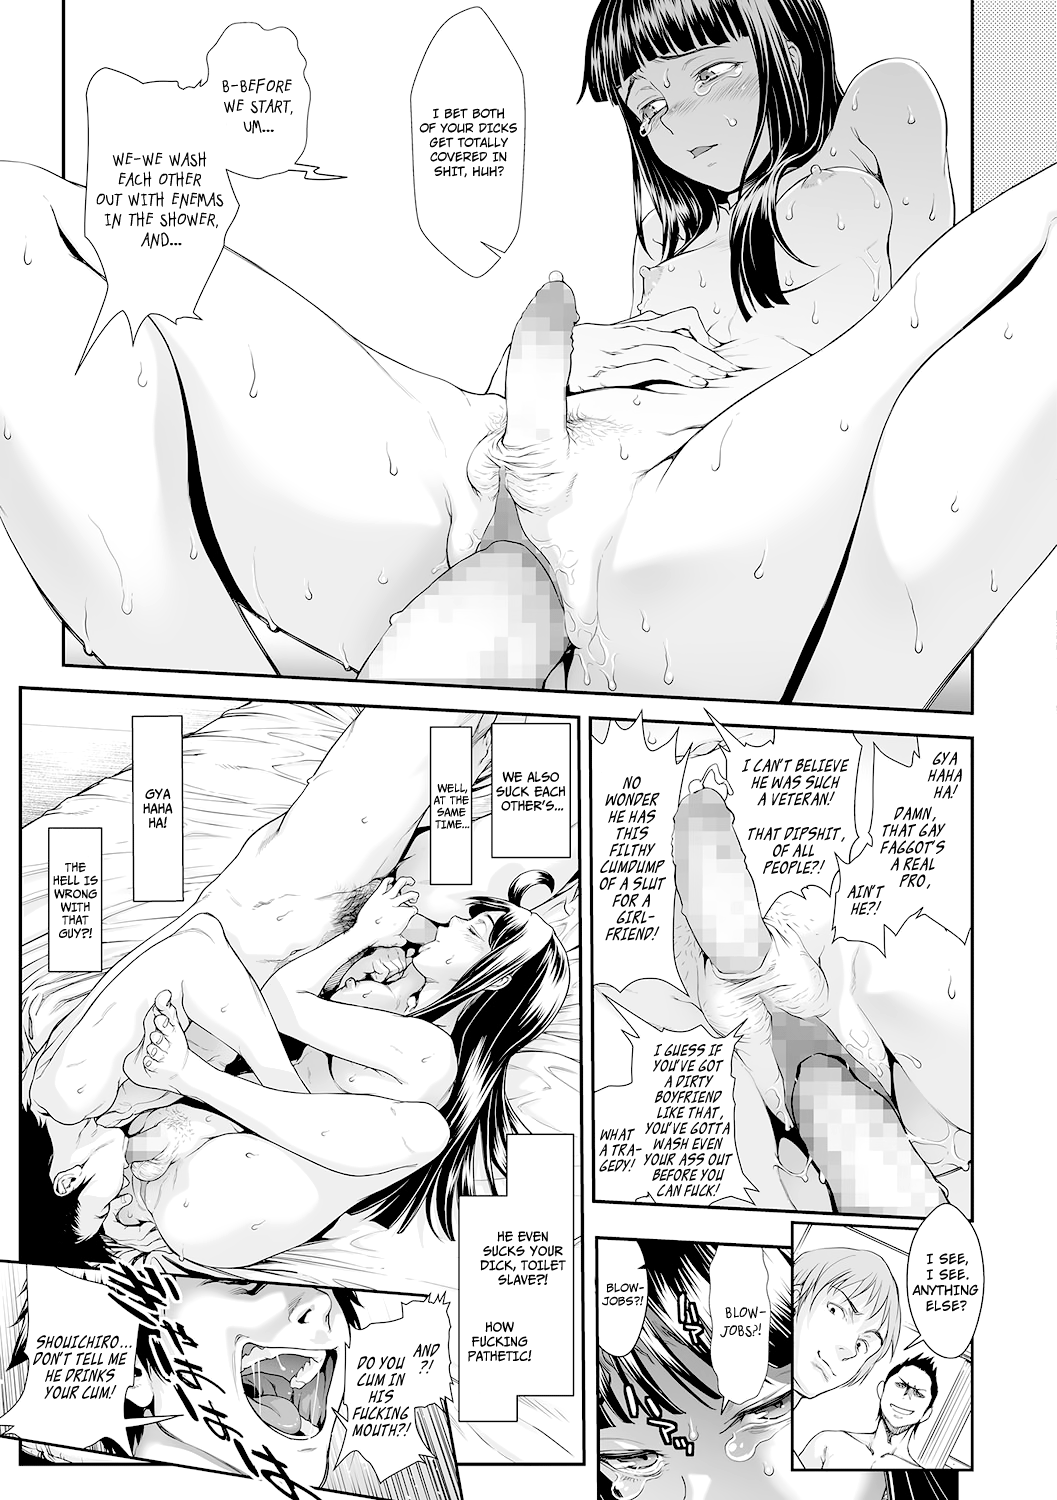 I BET BOTH
OF YOUR DICKS
GET TOTALLY
COVERED IN
SHIT, HUH?
B-BEFORE
WE START,
UM...
WE-WE WASH
EACH OTHER
OUT WITH ENEMAS
IN THE SHOWER,
AND...
GYA
HAHA
HA!
DAMN,
THAT GAY
FAGGOT'S
A REAL
PRO,
AIN'T
HE?!
I CAN'T BELIEVE
HE WAS SUCH
A VETERAN!
THAT DIPSHIT,
OF ALL
PEOPLE?!
NO
WONDER
HE HAS
THIS
FILTHY
CUMDUMP
OF A SLUT
FOR A
GIRL-
FRIEND!
I GUESS IF
YOU'VE GOT
A DIRTY
BOYFRIEND
LIKE THAT,
YOU'VE GOTTA
WASH EVEN
YOUR ASS OUT
BEFORE YOU
CAN FUCK!
WHAT
A TRA-
GEDY!
I SEE,
I SEE.
ANYTHING
ELSE?
BLOW-
JOBS?!
BLOW-
JOBS?!
WE ALSO
SUCK EACH
OTHER'S...
WELL,
AT THE
SAME
TIME...
GYA
HAHA
HA!
THE
HELL IS
WRONG
WITH
THAT
GUY?!
HE EVEN
SUCKS YOUR
DICK, TOILET
SLAVE?!
HOW
FUCKING
PATHETIC!
AND
?!
DO YOU
CUM IN
HIS
FUCKING
MOUTH?!
SHOUICHIRO...
DON'T TELL ME
HE DRINKS
YOUR CUM!